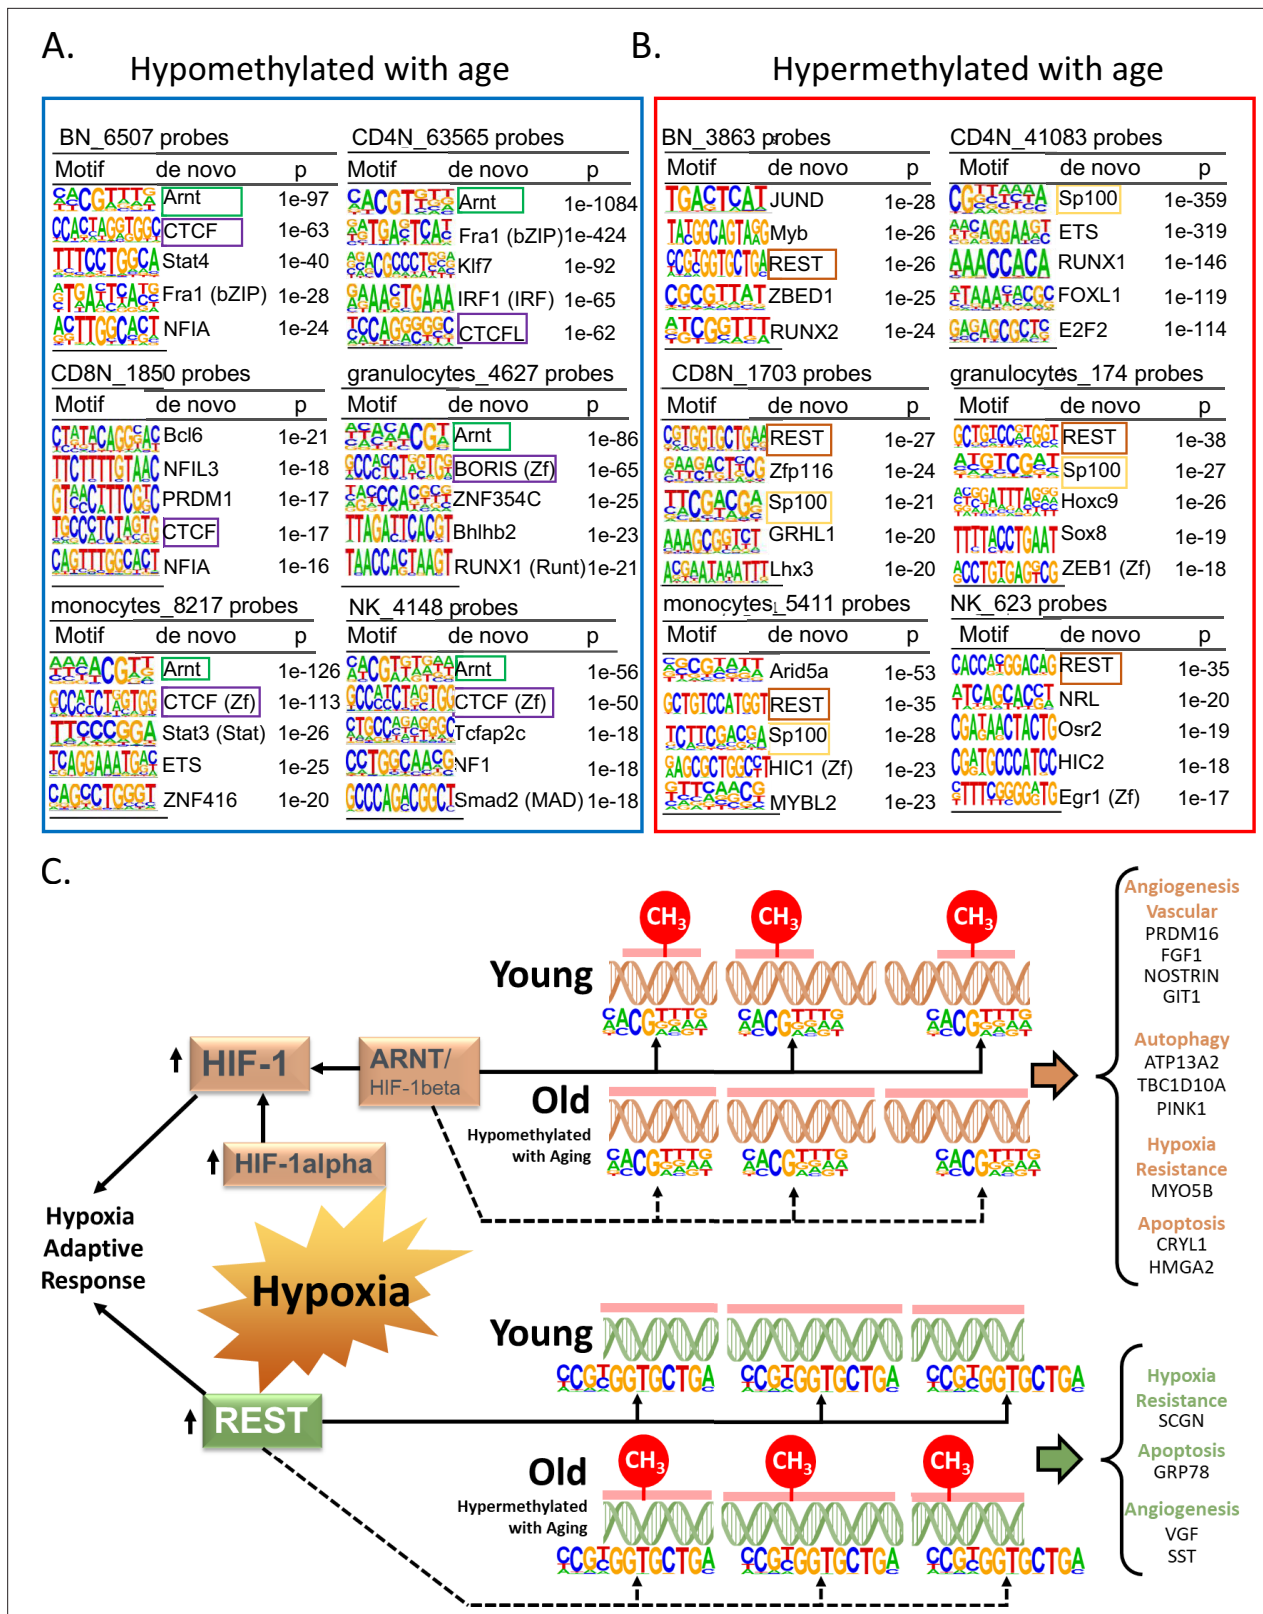 A.
Hypomethylated with age
BN_6507 probes
Motif de novo p
Arnt 1e-97
CTCF 1e-63
Stat4 1e-40
Fra1 (bZIP) 1e-28
NFIA 1e-24
CD4N_63565 probes
Motif de novo p
Arnt 1e-1084
Fra1 (bZIP) 1e-424
Klf7 1e-92
IRF1 (IRF) 1e-65
CTCFL 1e-62
CD8N_1850 probes
Motif de novo p
Bcl6 1e-21
NFIL3 1e-18
PRDM1 1e-17
CTCF 1e-17
NFIA 1e-16
granulocytes_4627 probes
Motif de novo p
Arnt 1e-86
BORIS (Zf) 1e-65
ZNF354C 1e-25
Bhlhb2 1e-23
RUNX1 (Runt) 1e-21
monocytes_8217 probes
Motif de novo p
Arnt 1e-126
CTCF (Zf) 1e-113
Stat3 (Stat) 1e-26
ETS 1e-25
ZNF416 1e-20
NK_4148 probes
Motif de novo p
Arnt 1e-56
CTCF (Zf) 1e-50
Tcfap2c 1e-18
NF1 1e-18
Smad2 (MAD) 1e-18
B.
Hypermethylated with age
BN_3863 probes
Motif de novo p
TGACTCAT JUND 1e-28
Myb 1e-26
REST 1e-26
ZBED1 1e-25
RUNX2 1e-24
CD4N_41083 probes
Motif de novo p
Sp100 1e-359
ETS 1e-319
AAACCACA RUNX1 1e-146
FOXL1 1e-119
E2F2 1e-114
CD8N_1703 probes
Motif de novo p
REST 1e-27
Zfp116 1e-24
Sp100 1e-21
GRHL1 1e-20
Lhx3 1e-20
granulocytes_174 probes
Motif de novo p
REST 1e-38
Sp100 1e-27
Hoxc9 1e-26
Sox8 1e-19
ZEB1 (Zf) 1e-18
monocytes_5411 probes
Motif de novo p
Arid5a 1e-53
GCTGTCCATGGT REST 1e-35
Sp100 1e-28
HIC1 (Zf) 1e-23
MYBL2 1e-23
NK_623 probes
Motif de novo p
REST 1e-35
NRL 1e-20
Osr2 1e-19
HIC2 1e-18
Egr1 (Zf) 1e-17
C.
CH3 CH3 CH3
Young
HIF-1
ARNT/
HIF-1beta
HIF-1alpha
Old
Hypomethylated
with Aging
Hypoxia
Adaptive
Response
Hypoxia
REST
Young
CH3 CH3 CH3
Old
Hypermethylated
with Aging
Angiogenesis
Vascular
PRDM16
FGF1
NOSTRIN
GIT1
Autophagy
ATP13A2
TBC1D10A
PINK1
Hypoxia
Resistance
MYO5B
Apoptosis
CRYL1
HMGA2
Hypoxia
Resistance
SCGN
Apoptosis
GRP78
Angiogenesis
VGF
SST